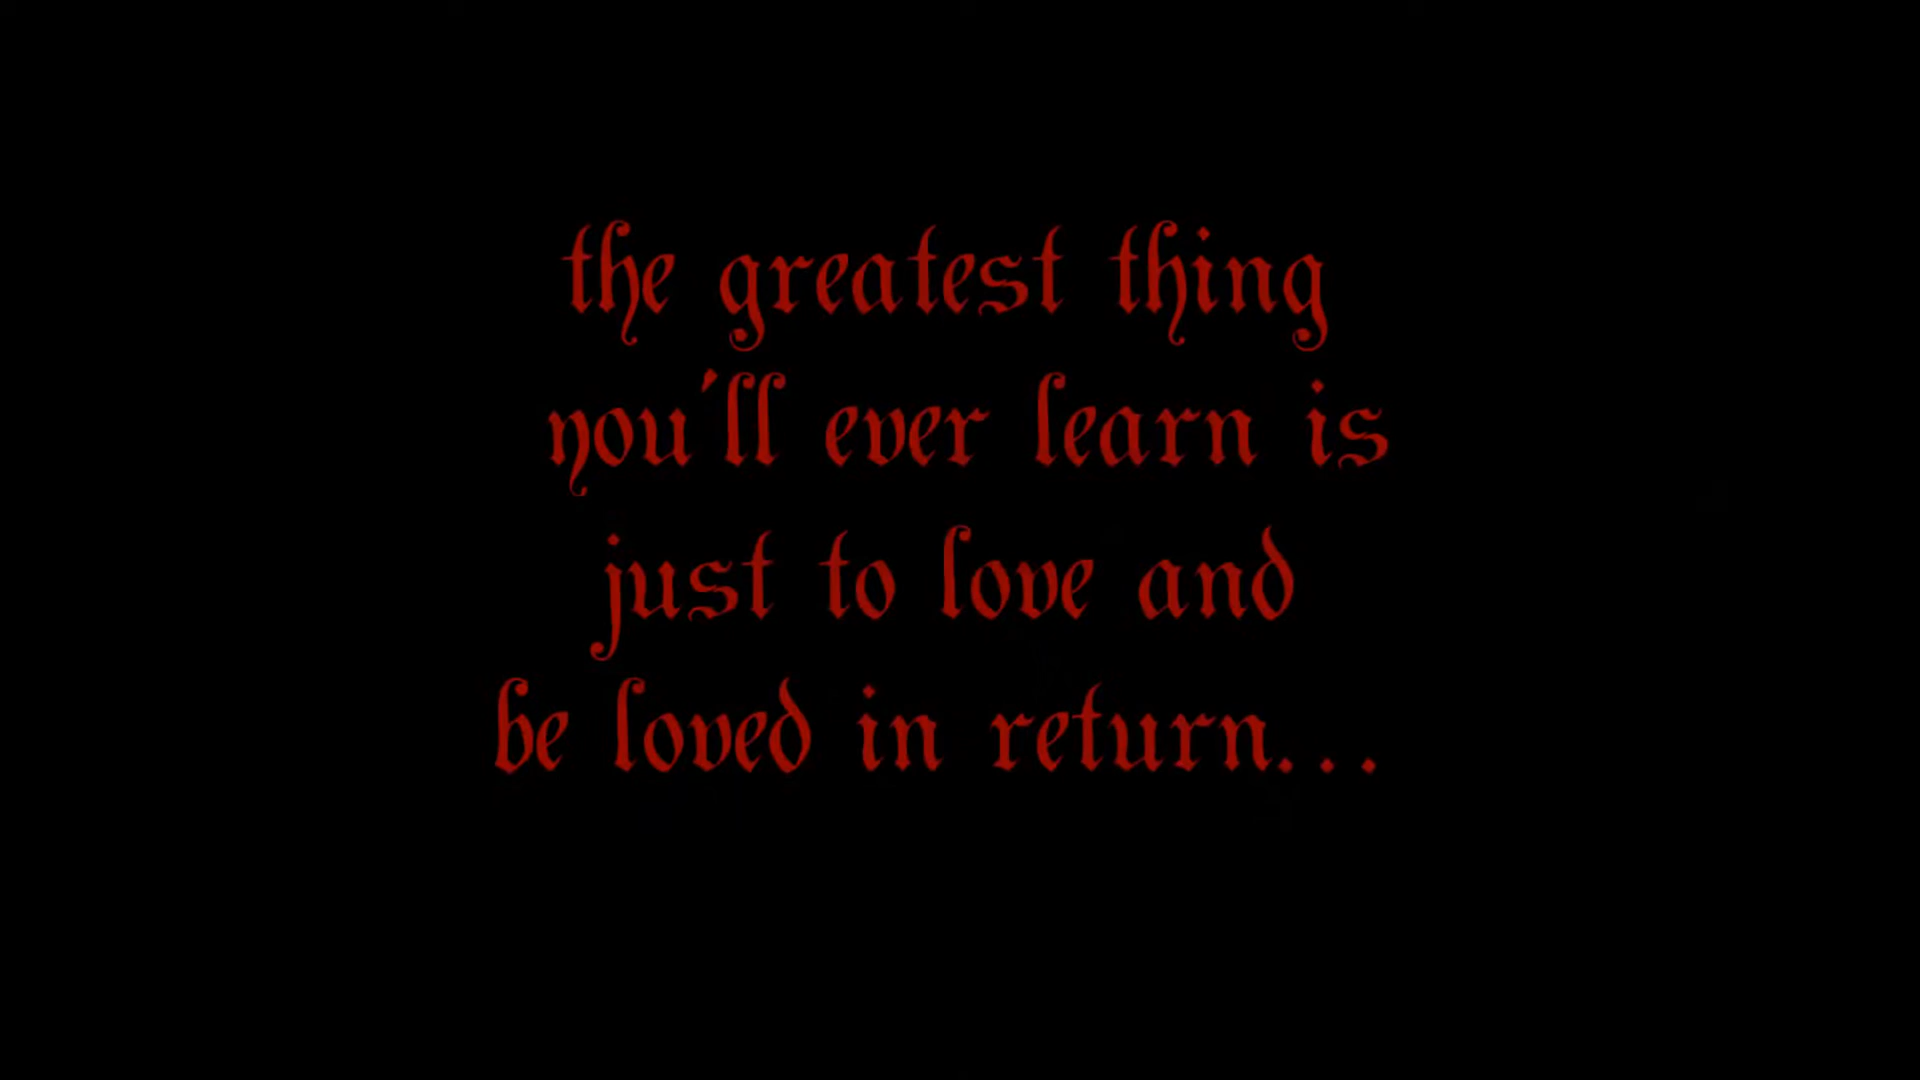 the greatest thing
you'll ever learn is
just to love and
be loved in return...